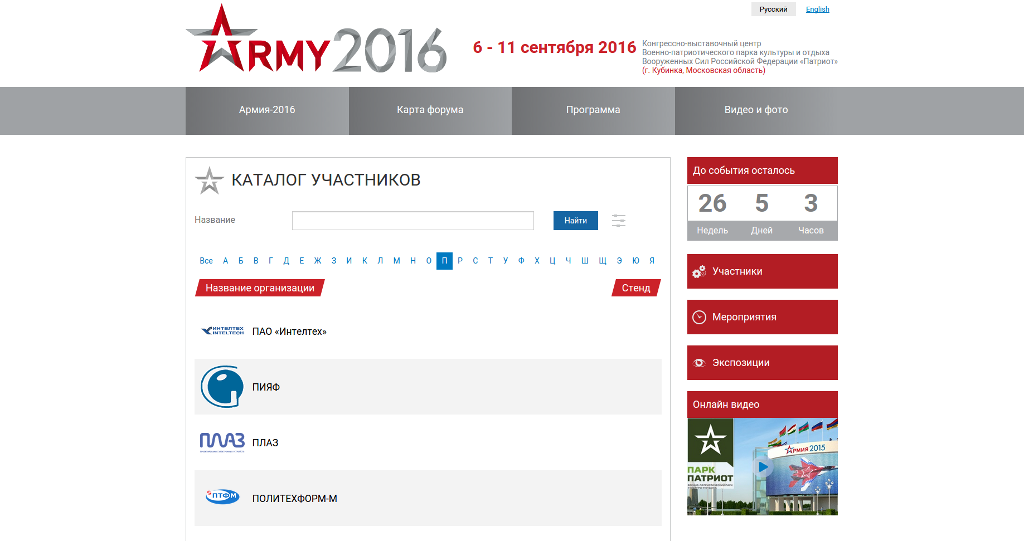 Русский
English
ARMY 2016
6 - 11 сентября 2016
Конгрессно-выставочный центр
Военно-патриотического парка культуры и отдыха
Вооруженных Сил Российской Федерации «Патриот»
(г. Кубинка, Московская область)
Армия-2016
Карта форума
Программа
Видео и фото
КАТАЛОГ УЧАСТНИКОВ
Название
Найти
Все А Б В Г Д Е Ж З И К Л М Н О П Р С Т У Ф Х Ц Ч Ш Щ Э Ю Я
Название организации
Стенд
ИНТЕЛТЕХ
INTELTECH
ПАО «Интелтех»
ПИЯФ
ПЛАЗ
ПЛАЗ
ПТФМ
ПОЛИТЕХФОРМ-М
До события осталось
26 5 3
Недель Дней Часов
Участники
Мероприятия
Экспозиции
Онлайн видео
АРМИЯ 2015
ПАРК
ПАТРИОТ